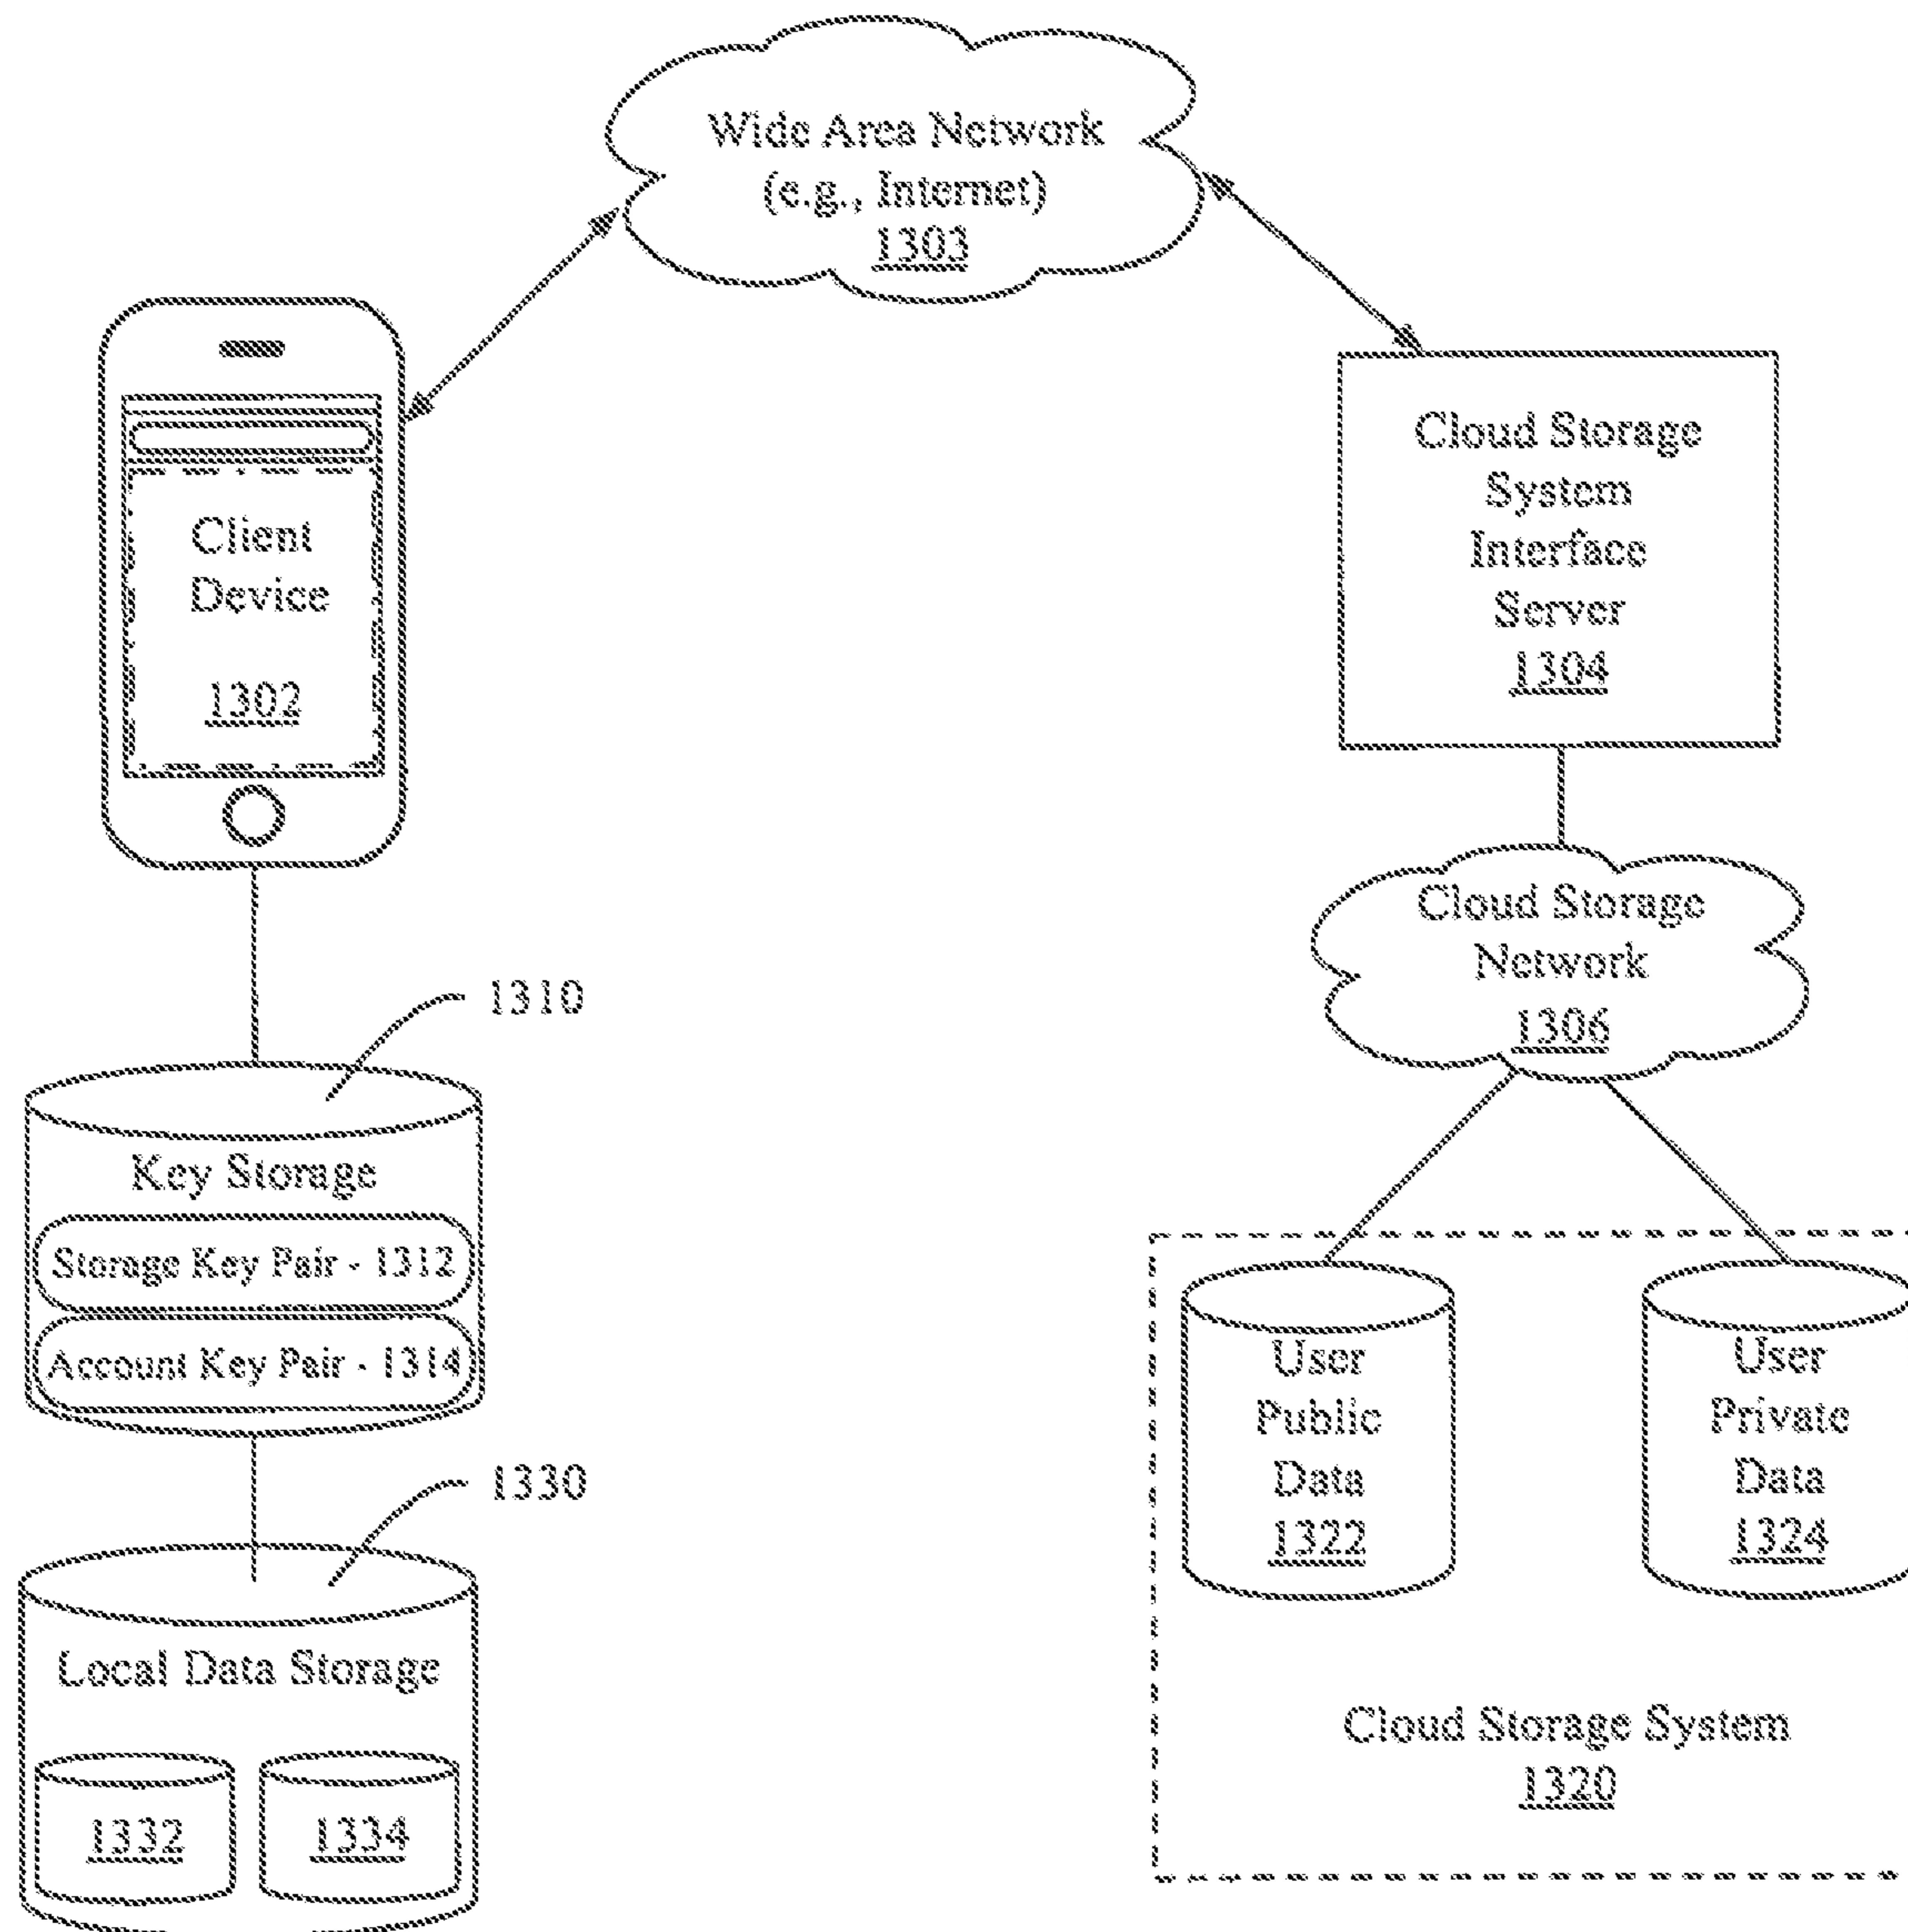 Wide Area Network
(e.g., Internet)
1303
Client
Device
1302
Cloud Storage
System
Interface
Server
1304
Cloud Storage
Network
1306
1310
Key Storage
Storage Key Pair - 1312
Account Key Pair - 1314
1330
Local Data Storage
1332
1334
User
Public
Data
1322
User
Private
Data
1324
Cloud Storage System
1320